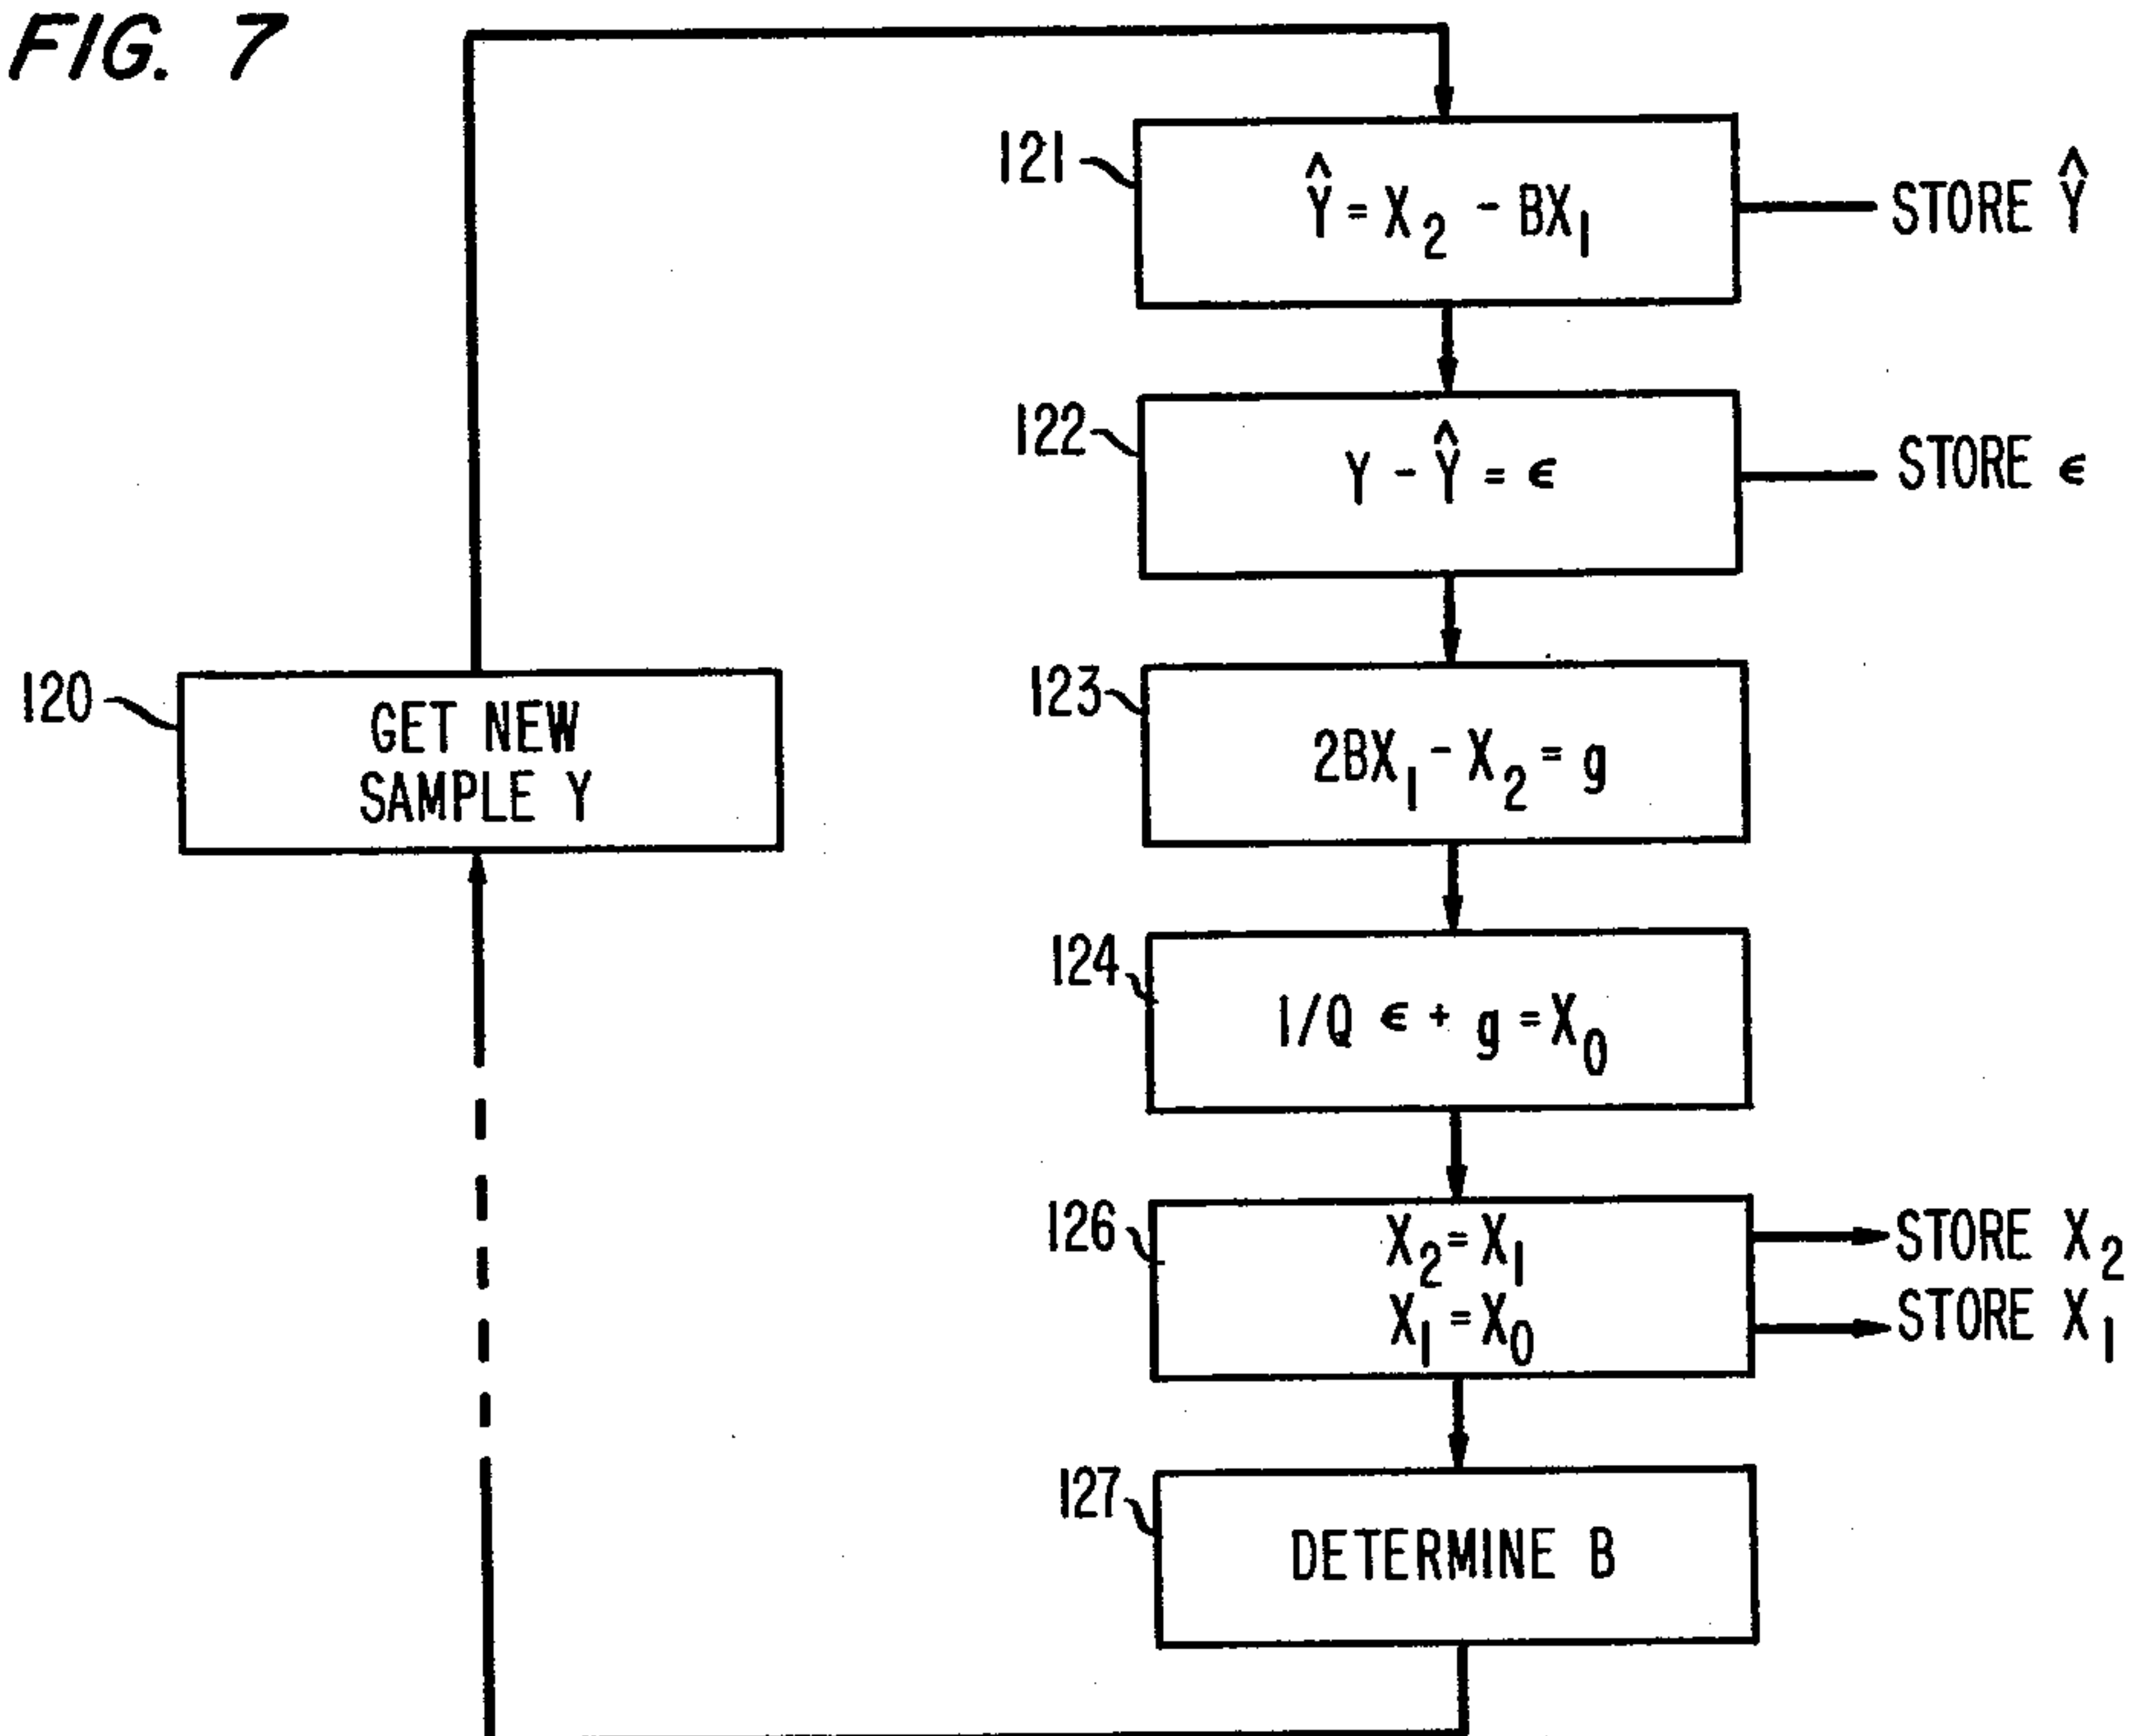 FIG. 7
121
Ŷ = X₂ - BX₁
STORE Ŷ
122
Y - Ŷ = ϵ
STORE ϵ
123
2BX₁ - X₂ = g
120
GET NEW
SAMPLE Y
124
1/Q ϵ + g = X₀
126
X₂ = X₁
X₁ = X₀
STORE X₂
STORE X₁
127
DETERMINE B